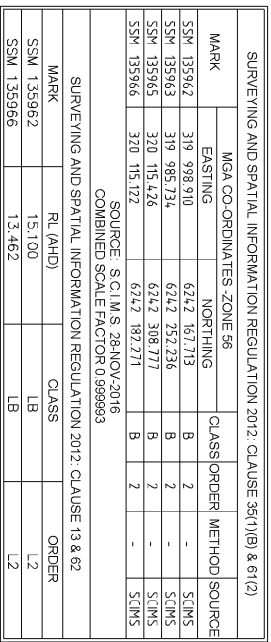 SURVEYING AND SPATIAL INFORMATION REGULATION 2012: CLAUSE 35(1)(B) & 61(2)
MARK MGA CO-ORDINATES -ZONE 56 CLASS ORDER METHOD SOURCE
EASTING NORTHING
SSM 135962 319 998.910 6242 167.713 B 2 - SCIMS
SSM 135963 319 985.734 6242 252.236 B 2 - SCIMS
SSM 135965 320 115.426 6242 308.777 B 2 - SCIMS
SSM 135966 320 115.122 6242 182.271 B 2 - SCIMS
SOURCE: S.C.I.M.S 28-NOV-2016
COMBINED SCALE FACTOR 0.999993
SURVEYING AND SPATIAL INFORMATION REGULATION 2012: CLAUSE 13 & 62
MARK RL (AHD) CLASS ORDER
SSM 135962 15.100 LB L2
SSM 135966 13.462 LB L2